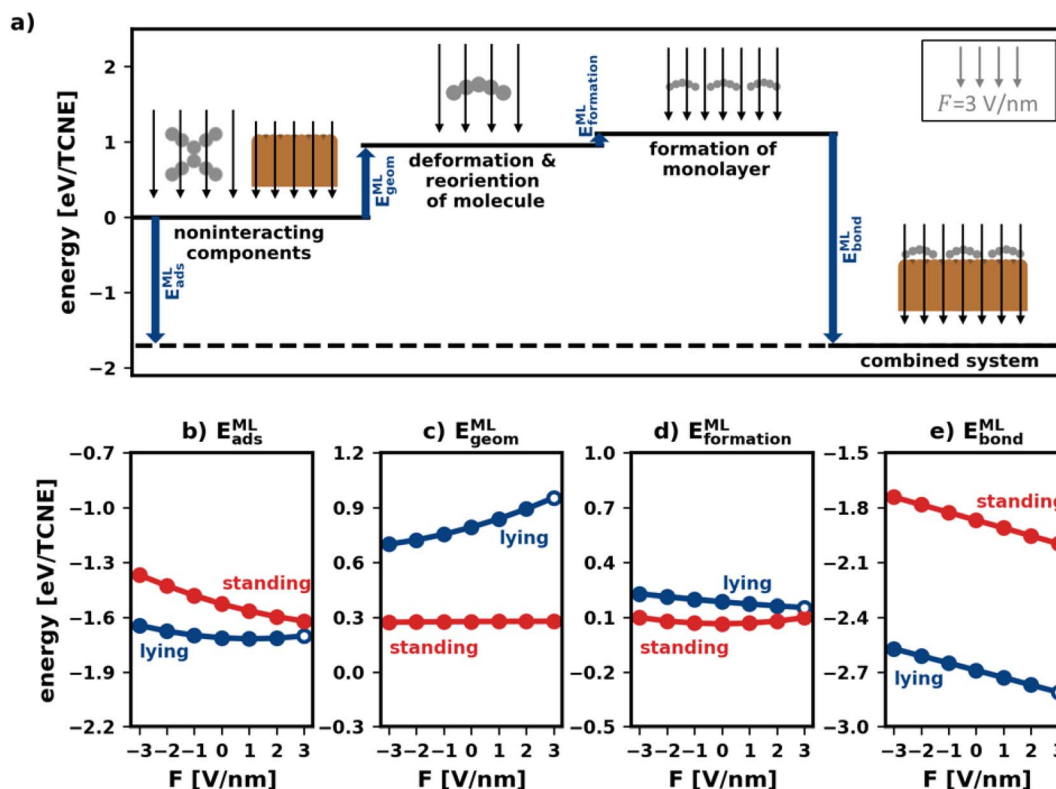 a)
energy [eV/TCNE]
2
1
0
−1
−2
E^ML_ads
noninteracting
components
E^ML_geom
deformation &
reoriention
of molecule
E^ML_formation
formation of
monolayer
E^ML_bond
F=3 V/nm
combined system
energy [eV/TCNE]
b) E^ML_ads
−0.7
−1.0
−1.3
−1.6
−1.9
−2.2
standing
lying
−3 −2 −1 0 1 2 3
F [V/nm]
c) E^ML_geom
1.2
0.9
0.6
0.3
0.0
−0.3
lying
standing
−3 −2 −1 0 1 2 3
F [V/nm]
d) E^ML_formation
1.0
0.7
0.4
0.1
−0.2
−0.5
lying
standing
−3 −2 −1 0 1 2 3
F [V/nm]
e) E^ML_bond
−1.5
−1.8
−2.1
−2.4
−2.7
−3.0
standing
lying
−3 −2 −1 0 1 2 3
F [V/nm]